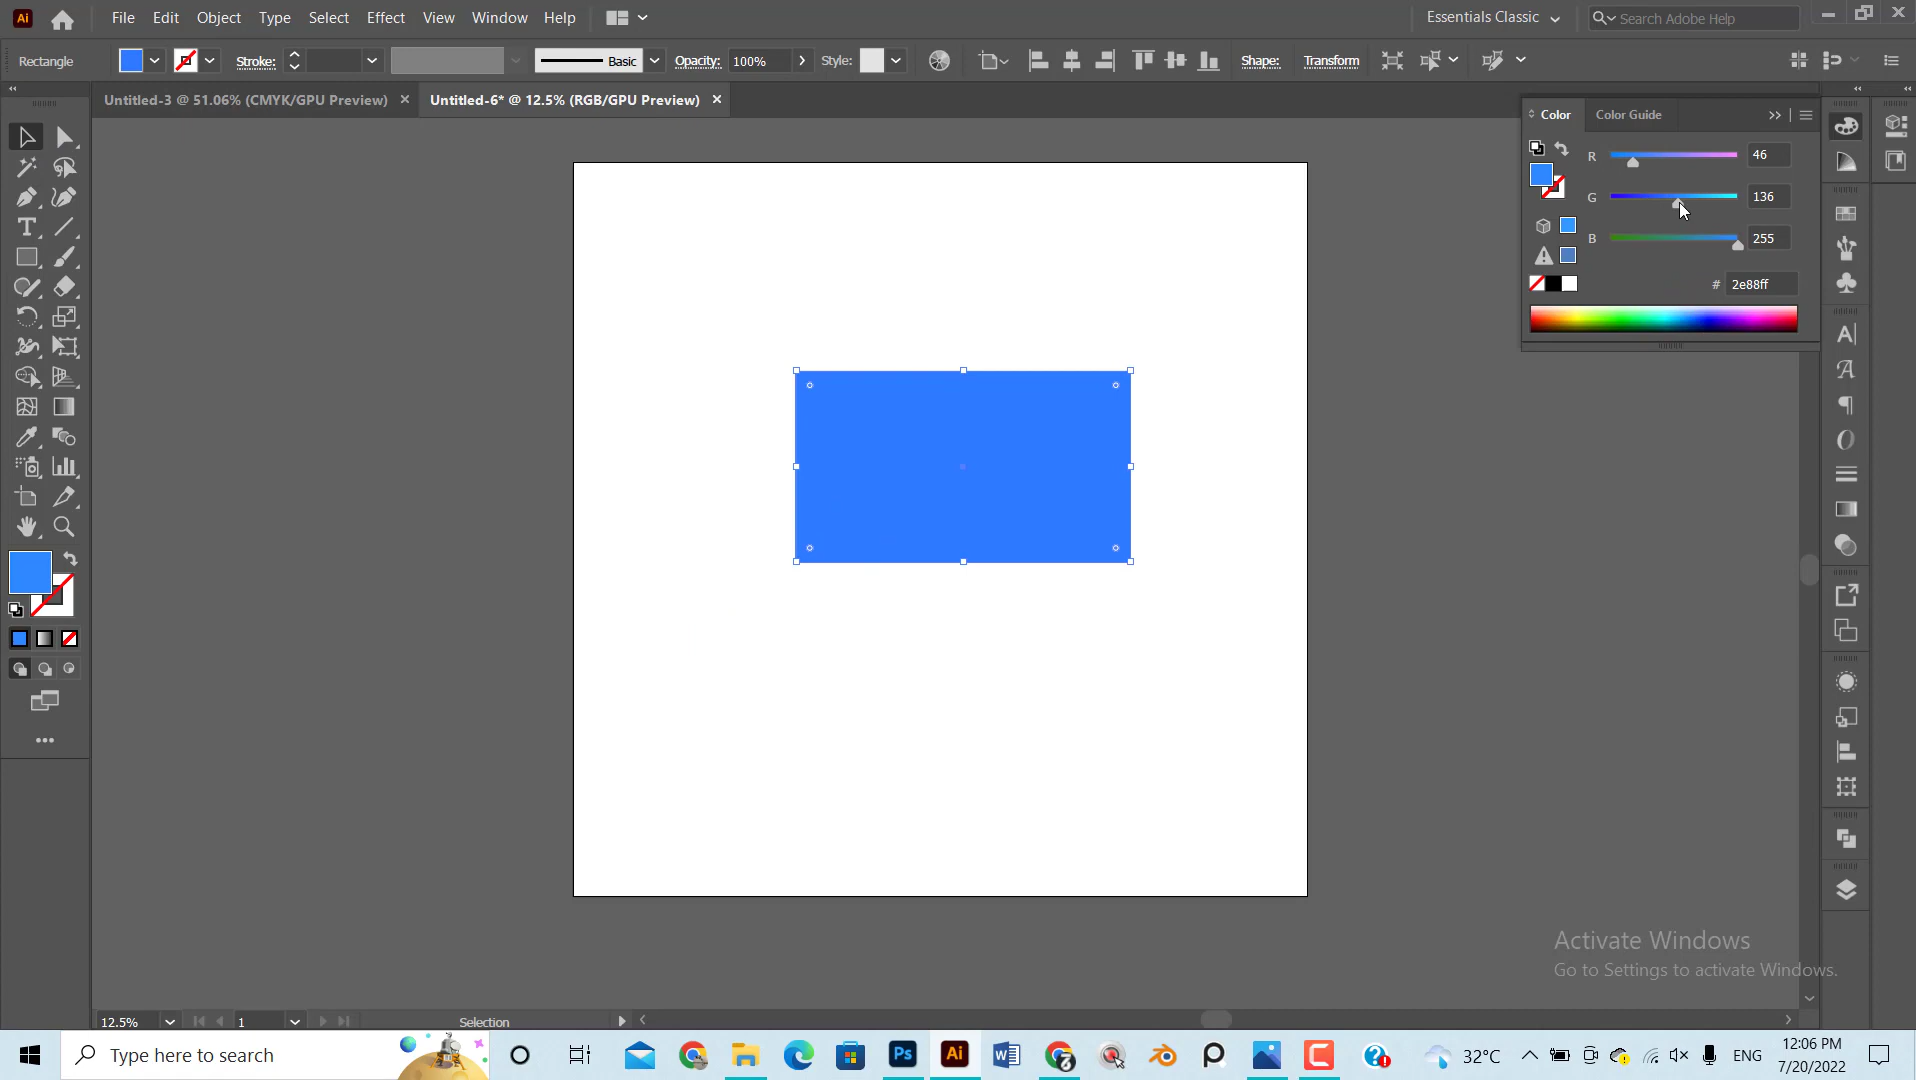 Ai File Edit Object Type Select Effect View Window Help Essentials Classic Search Adobe Help
Rectangle Stroke: Basic Opacity: 100% Style: Shape: Transform
Untitled-3 @ 51.06% (CMYK/GPU Preview) Untitled-6* @ 12.5% (RGB/GPU Preview)
Color Color Guide
R 46
G 136
B 255
# 2e88ff
Activate Windows
Go to Settings to activate Windows.
12.5% 1 Selection
Type here to search Ps Ai 32°C ENG 12:06 PM
7/20/2022